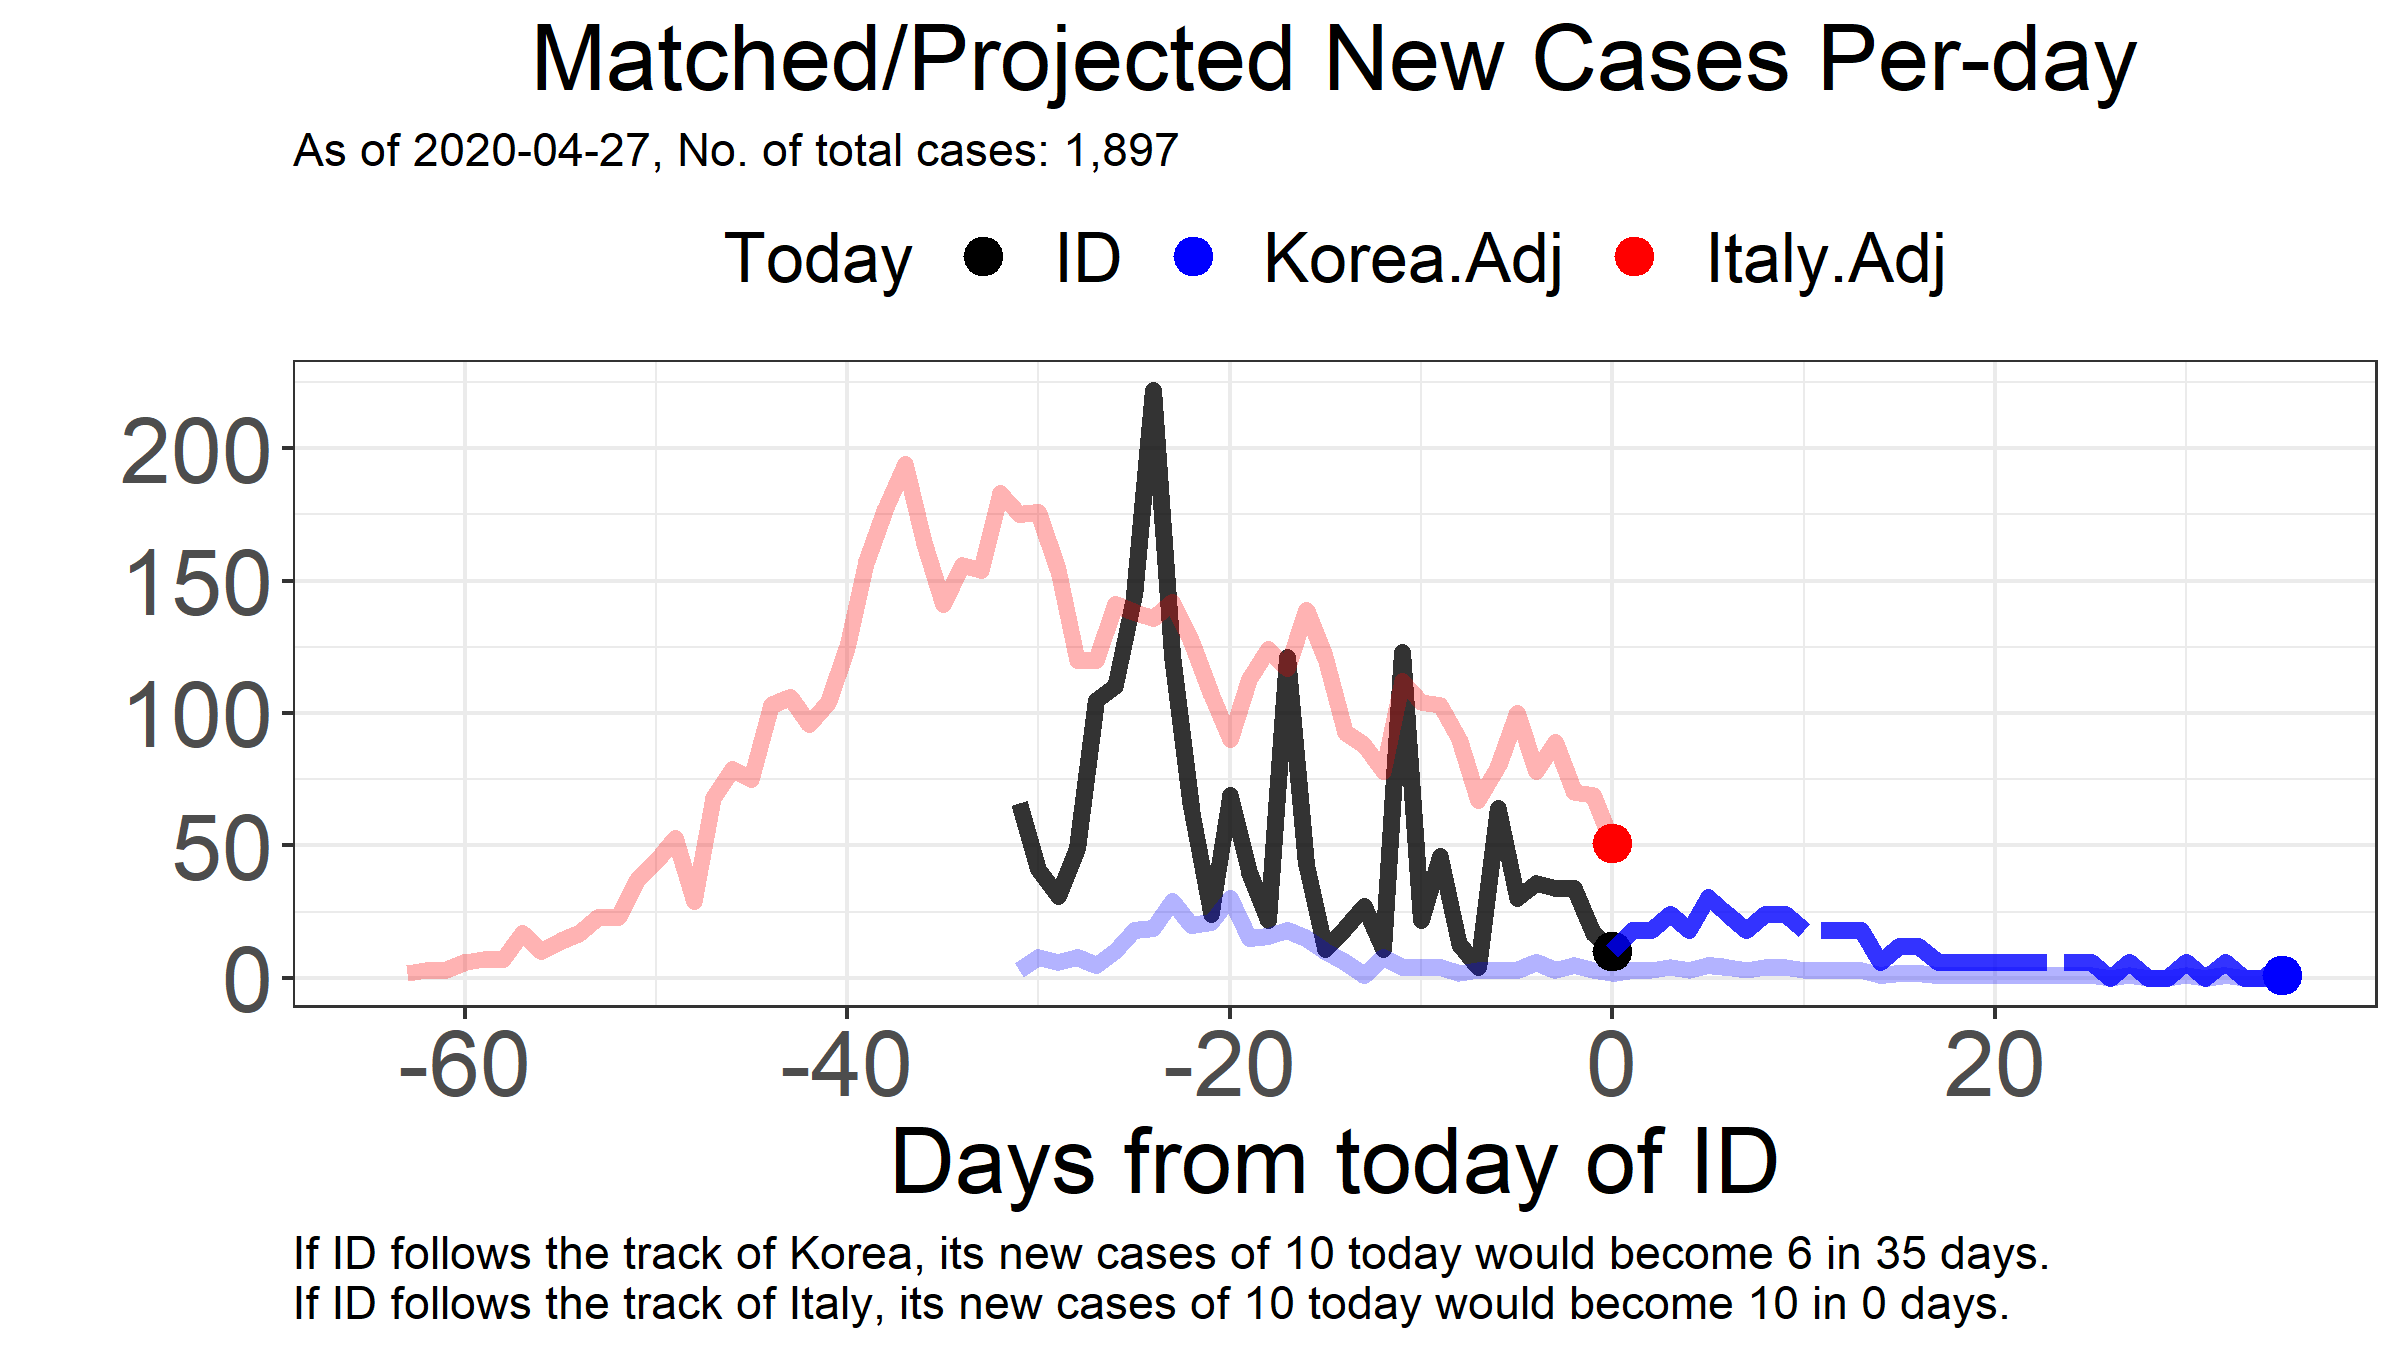 Matched/Projected New Cases Per-day
As of 2020-04-27, No. of total cases: 1,897
Today ID Korea.Adj Italy.Adj
200
150
100
50
0
-60 -40 -20 0 20
Days from today of ID
If ID follows the track of Korea, its new cases of 10 today would become 6 in 35 days.
If ID follows the track of Italy, its new cases of 10 today would become 10 in 0 days.